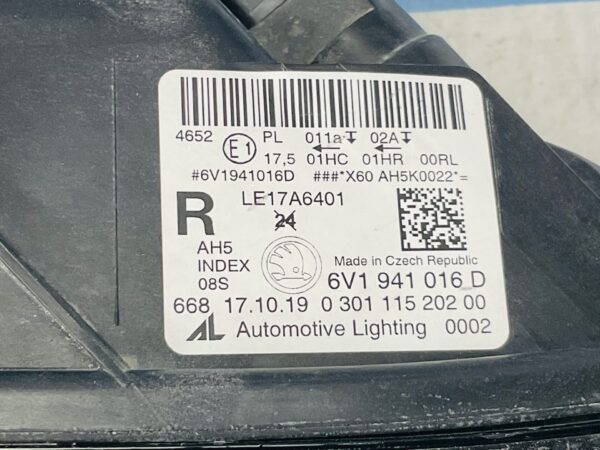 4652 E1 PL 011a 02A
17,5 01HC 01HR 00RL
#6V1941016D ###*X60 AH5K0022*=
R LE17A6401
24
AH5
INDEX
08S
Made in Czech Republic
6V1 941 016 D
668 17.10.19 0 301 115 202 00
AL Automotive Lighting 0002